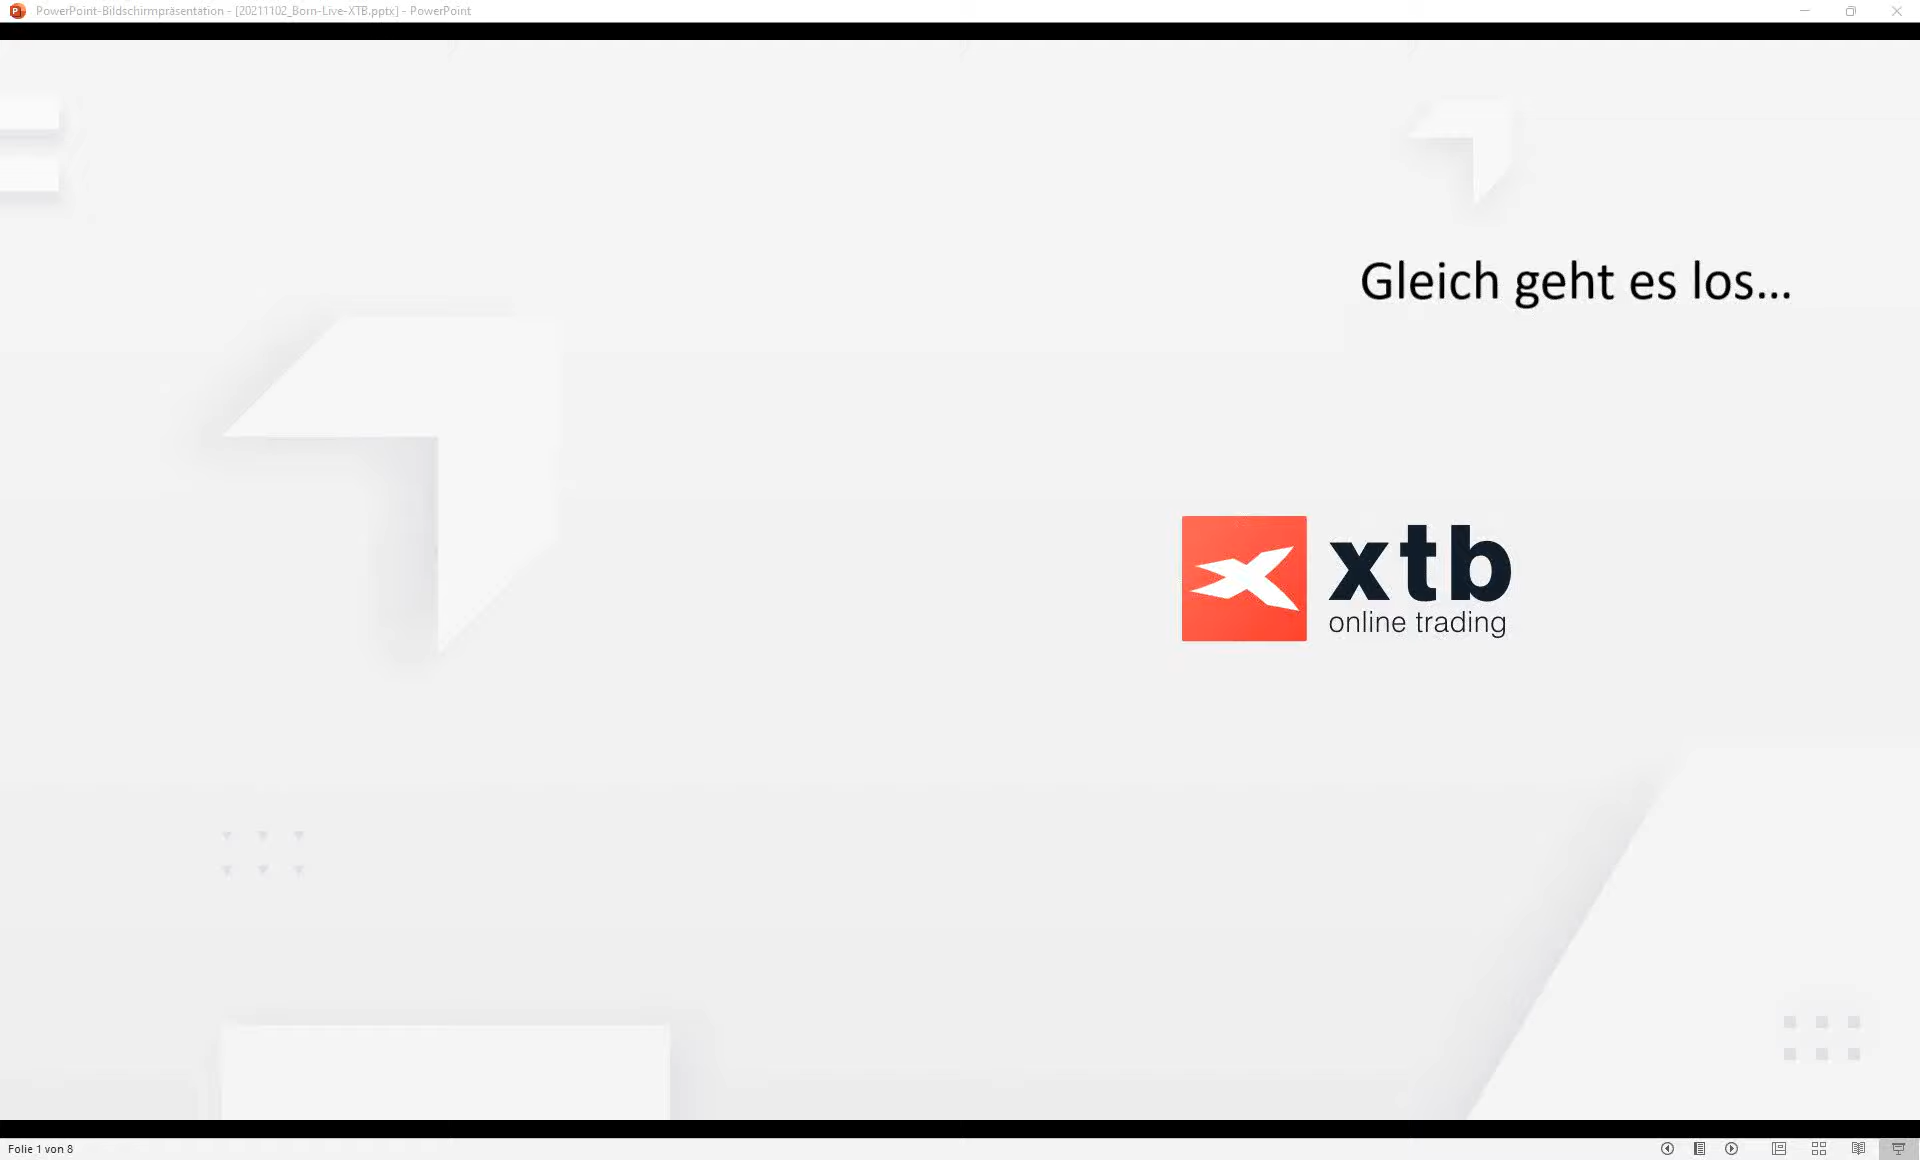 PowerPoint-Bildschirmpräsentation - [20211102_Born-Live-XTB.pptx] - PowerPoint
Gleich geht es los...
xtb
online trading
Folie 1 von 8